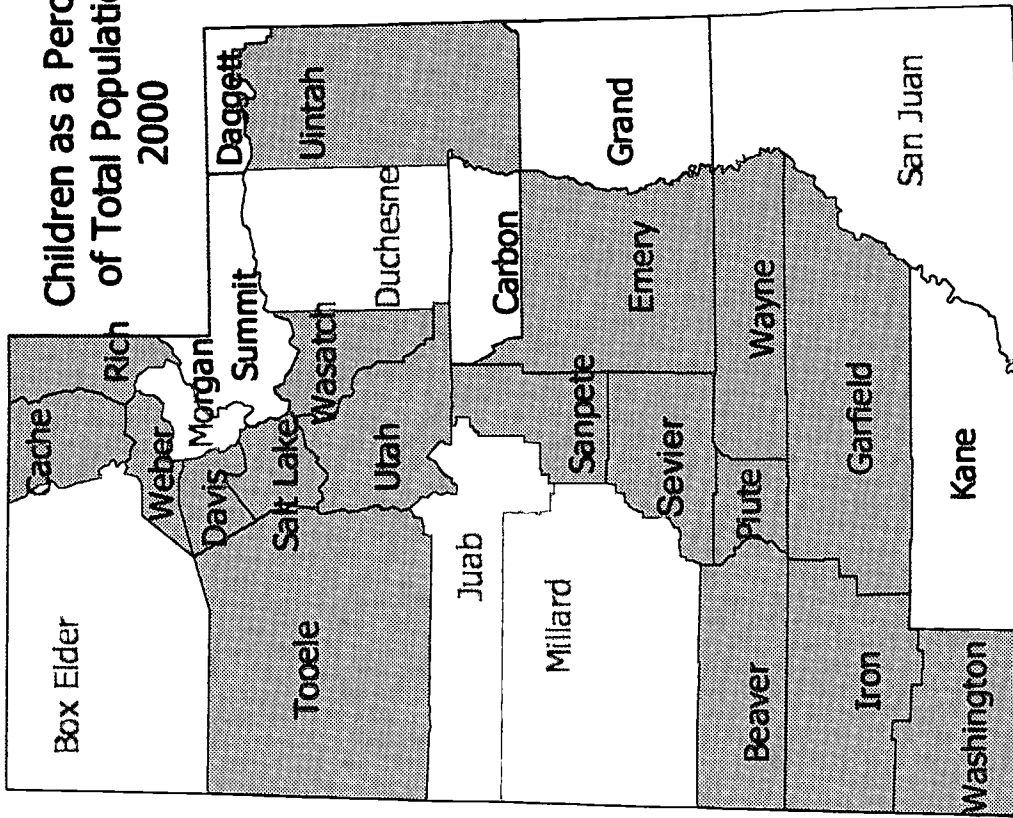 Children as a Perc
of Total Populatio
2000
Box Elder
Cache
Rich
Weber
Morgan
Davis
Summit
Daggett
Salt Lake
Tooele
Wasatch
Uintah
Utah
Duchesne
Juab
Carbon
Sanpete
Millard
Emery
Grand
Sevier
Beaver
Piute
Wayne
Iron
Garfield
San Juan
Washington
Kane